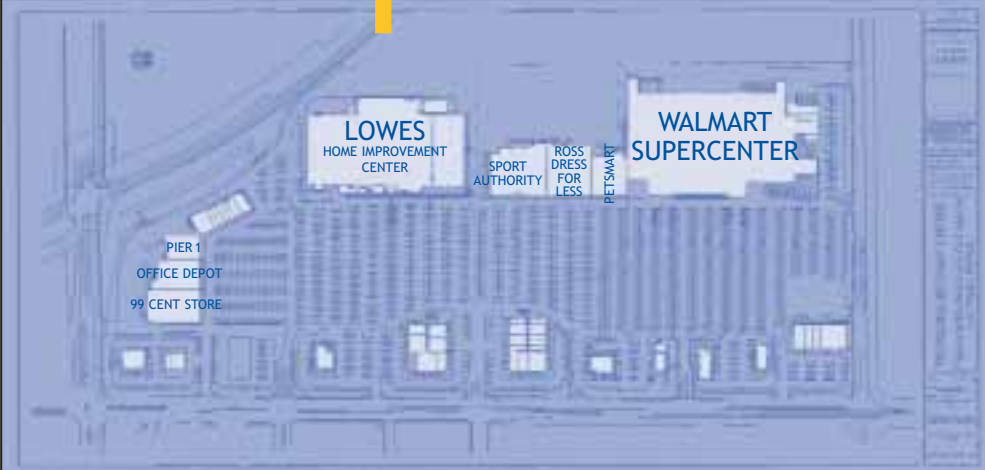 LOWES
HOME IMPROVEMENT
CENTER
SPORT
AUTHORITY
ROSS
DRESS
FOR
LESS
PETSMART
WALMART
SUPERCENTER
PIER 1
OFFICE DEPOT
99 CENT STORE